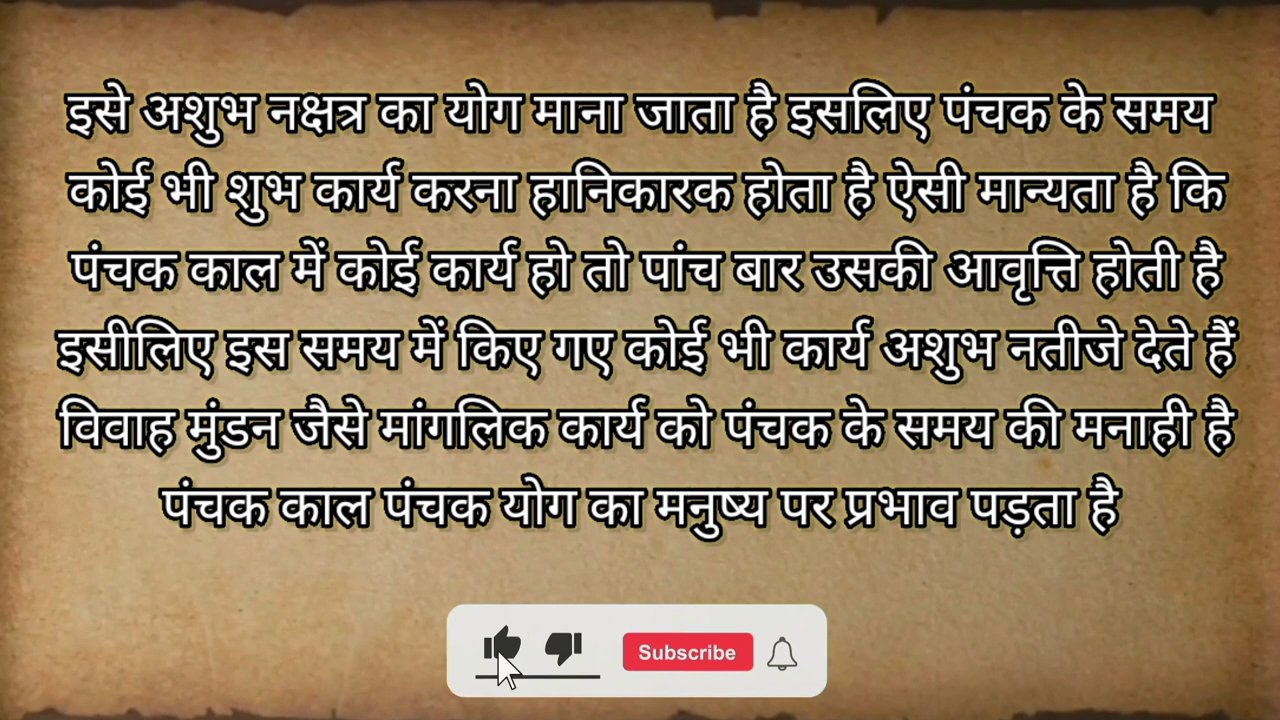 इसे अशुभ नक्षत्र का योग माना जाता है इसलिए पंचक के समय
कोई भी शुभ कार्य करना हानिकारक होता है ऐसी मान्यता है कि
पंचक काल में कोई कार्य हो तो पांच बार उसकी आवृत्ति होती है
इसीलिए इस समय में किए गए कोई भी कार्य अशुभ नतीजे देते हैं
विवाह मुंडन जैसे मांगलिक कार्य को पंचक के समय की मनाही है
पंचक काल पंचक योग का मनुष्य पर प्रभाव पड़ता है
Subscribe